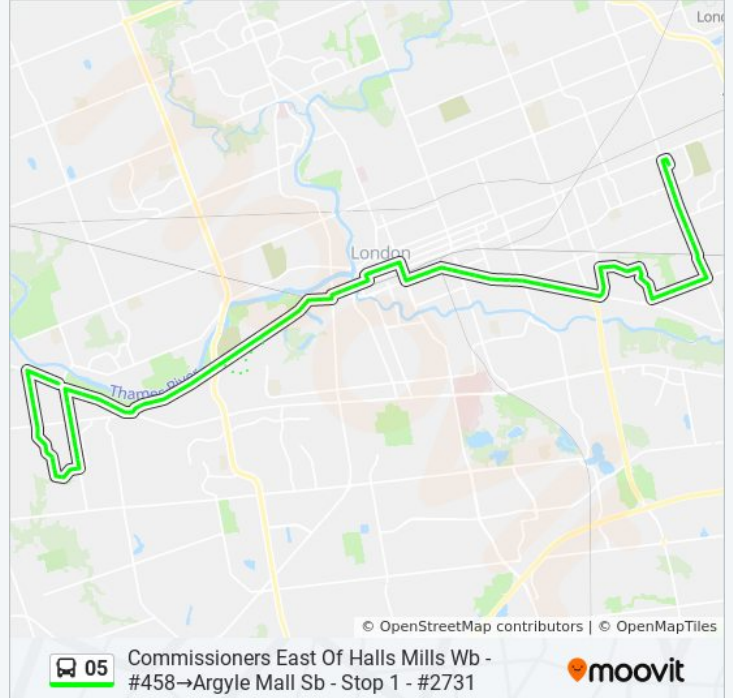 Lond
London
Thames River
© OpenStreetMap contributors | © OpenMapTiles
05
Commissioners East Of Halls Mills Wb -
#458→Argyle Mall Sb - Stop 1 - #2731
moovit